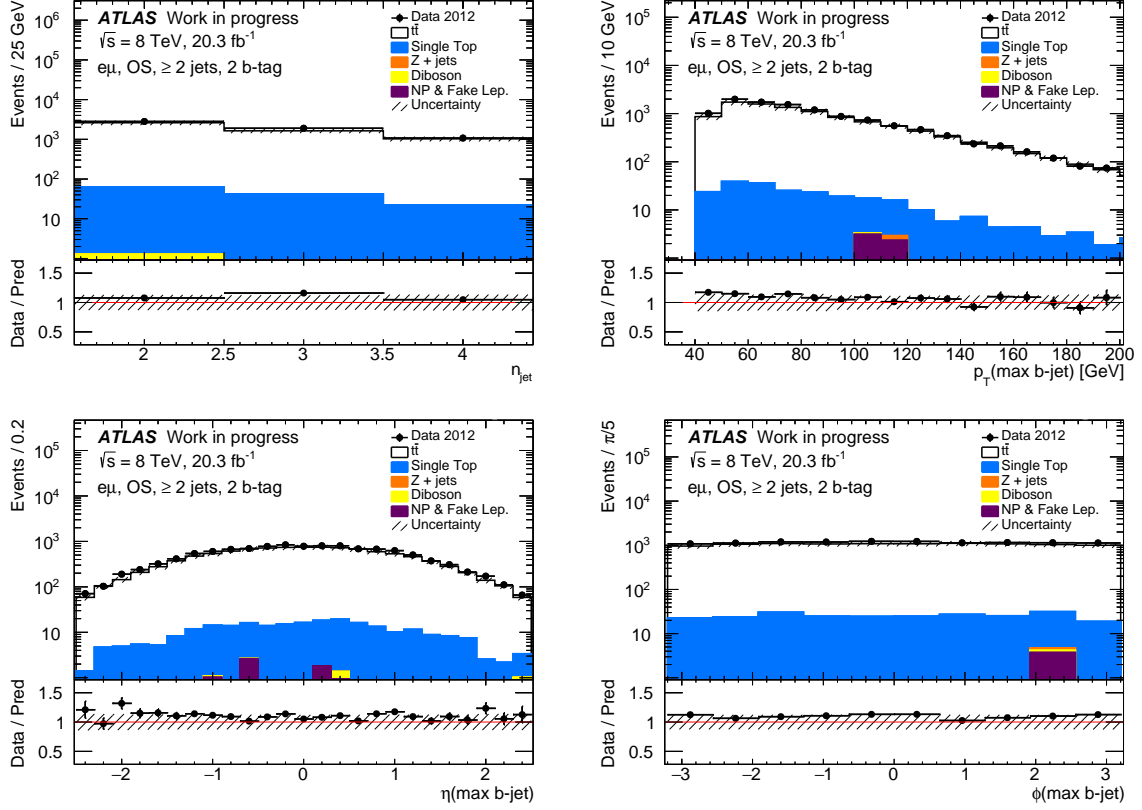 Events / 25 GeV
10⁶
10⁵
10⁴
10³
10²
10
ATLAS Work in progress
√s = 8 TeV, 20.3 fb⁻¹
eμ, OS, ≥ 2 jets, 2 b-tag
Data 2012
tt̄
Single Top
Z + jets
Diboson
NP & Fake Lep.
Uncertainty
Data / Pred
1.5
1
0.5
2 2.5 3 3.5 4
n_jet
Events / 10 GeV
10⁵
10⁴
10³
10²
10
ATLAS Work in progress
√s = 8 TeV, 20.3 fb⁻¹
eμ, OS, ≥ 2 jets, 2 b-tag
Data 2012
tt̄
Single Top
Z + jets
Diboson
NP & Fake Lep.
Uncertainty
Data / Pred
1.5
1
0.5
40 60 80 100 120 140 160 180 200
p_T(max b-jet) [GeV]
Events / 0.2
10⁵
10⁴
10³
10²
10
ATLAS Work in progress
√s = 8 TeV, 20.3 fb⁻¹
eμ, OS, ≥ 2 jets, 2 b-tag
Data 2012
tt̄
Single Top
Z + jets
Diboson
NP & Fake Lep.
Uncertainty
Data / Pred
1.5
1
0.5
−2 −1 0 1 2
η(max b-jet)
Events / π/5
10⁵
10⁴
10³
10²
10
ATLAS Work in progress
√s = 8 TeV, 20.3 fb⁻¹
eμ, OS, ≥ 2 jets, 2 b-tag
Data 2012
tt̄
Single Top
Z + jets
Diboson
NP & Fake Lep.
Uncertainty
Data / Pred
1.5
1
0.5
−3 −2 −1 0 1 2 3
ϕ(max b-jet)